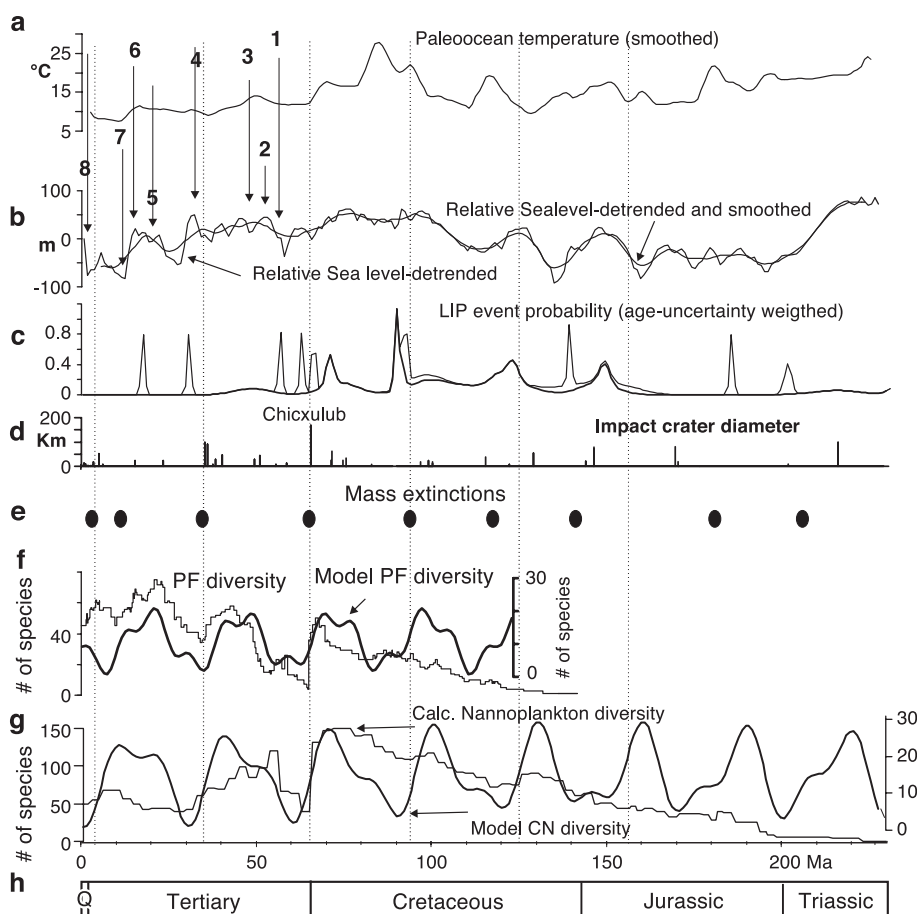 a
Paleoocean temperature (smoothed)
°C
25
15
5
6
4
3
1
7
2
8
5
b
m
100
0
-100
Relative Sealevel-detrended and smoothed
Relative Sea level-detrended
LIP event probability (age-uncertainty weigthed)
c
0.8
0.4
0
Chicxulub
d
200
Km
0
Impact crater diameter
Mass extinctions
e
f
PF diversity
Model PF diversity
# of species
40
0
30
0
# of species
g
Calc. Nannoplankton diversity
# of species
150
100
50
0
30
20
10
0
Model CN diversity
0
50
100
150
200 Ma
h
Q
Tertiary
Cretaceous
Jurassic
Triassic